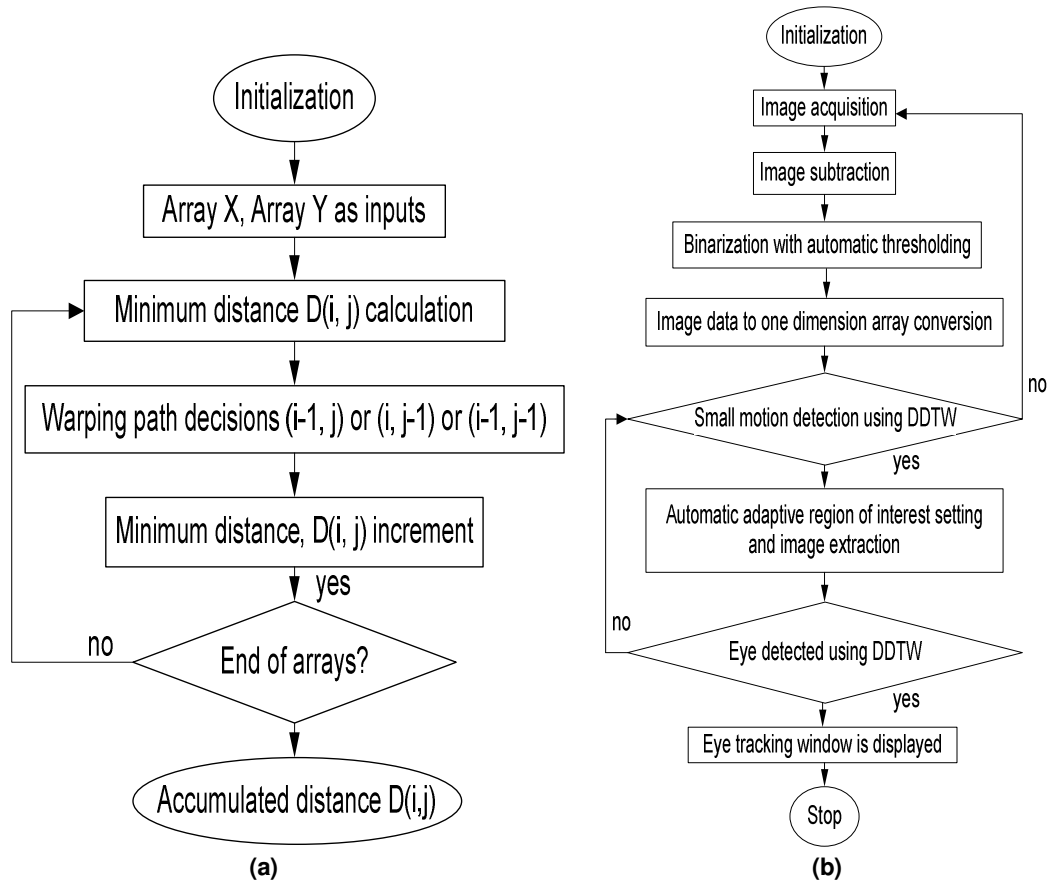 Initialization
Array X, Array Y as inputs
Minimum distance D(i, j) calculation
Warping path decisions (i-1, j) or (i, j-1) or (i-1, j-1)
Minimum distance, D(i, j) increment
yes
no
End of arrays?
Accumulated distance D(i,j)
(a)
Initialization
Image acquisition
Image subtraction
Binarization with automatic thresholding
Image data to one dimension array conversion
no
Small motion detection using DDTW
yes
Automatic adaptive region of interest setting
and image extraction
no
Eye detected using DDTW
yes
Eye tracking window is displayed
Stop
(b)